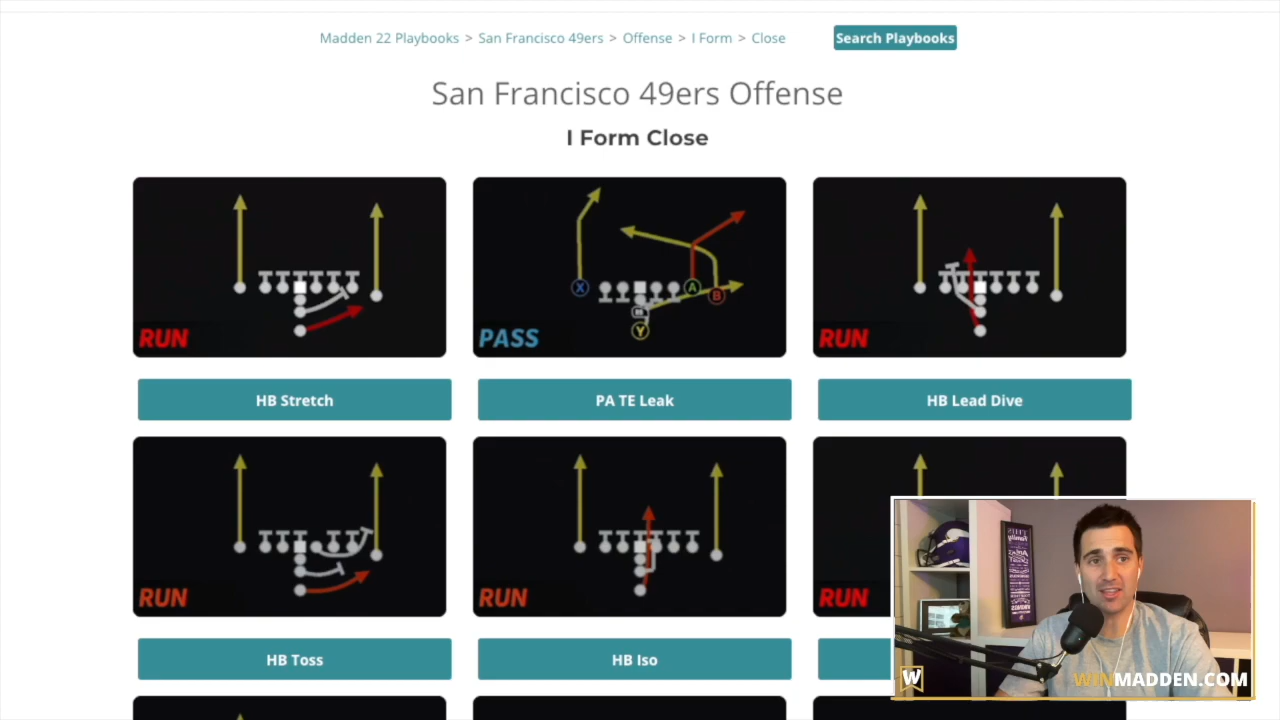 Madden 22 Playbooks > San Francisco 49ers > Offense > I Form > Close
Search Playbooks
San Francisco 49ers Offense
I Form Close
RUN
X
A
B
Y
PASS
RUN
HB Stretch
PA TE Leak
HB Lead Dive
RUN
RUN
RUN
HB Toss
HB Iso
W
WINMADDEN.COM